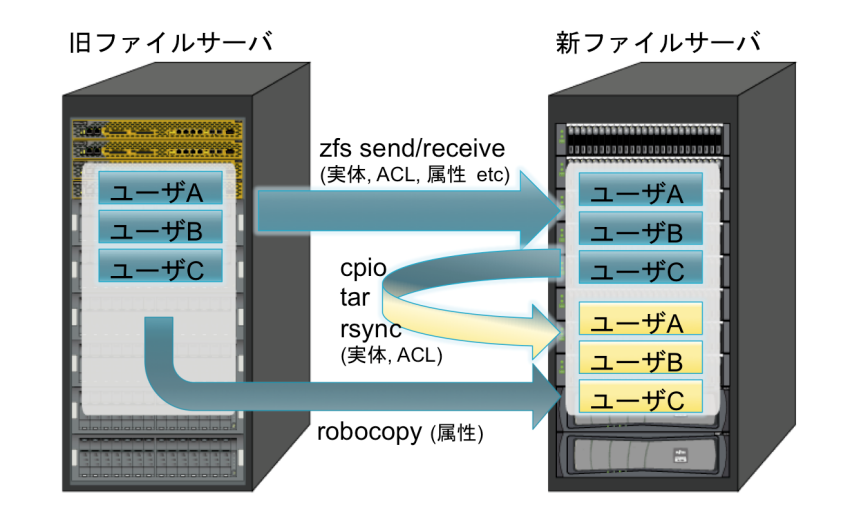 旧ファイルサーバ
新ファイルサーバ
zfs send/receive
(実体, ACL, 属性 etc)
ユーザA
ユーザB
ユーザC
ユーザA
ユーザB
ユーザC
cpio
tar
rsync
(実体, ACL)
ユーザA
ユーザB
ユーザC
robocopy (属性)